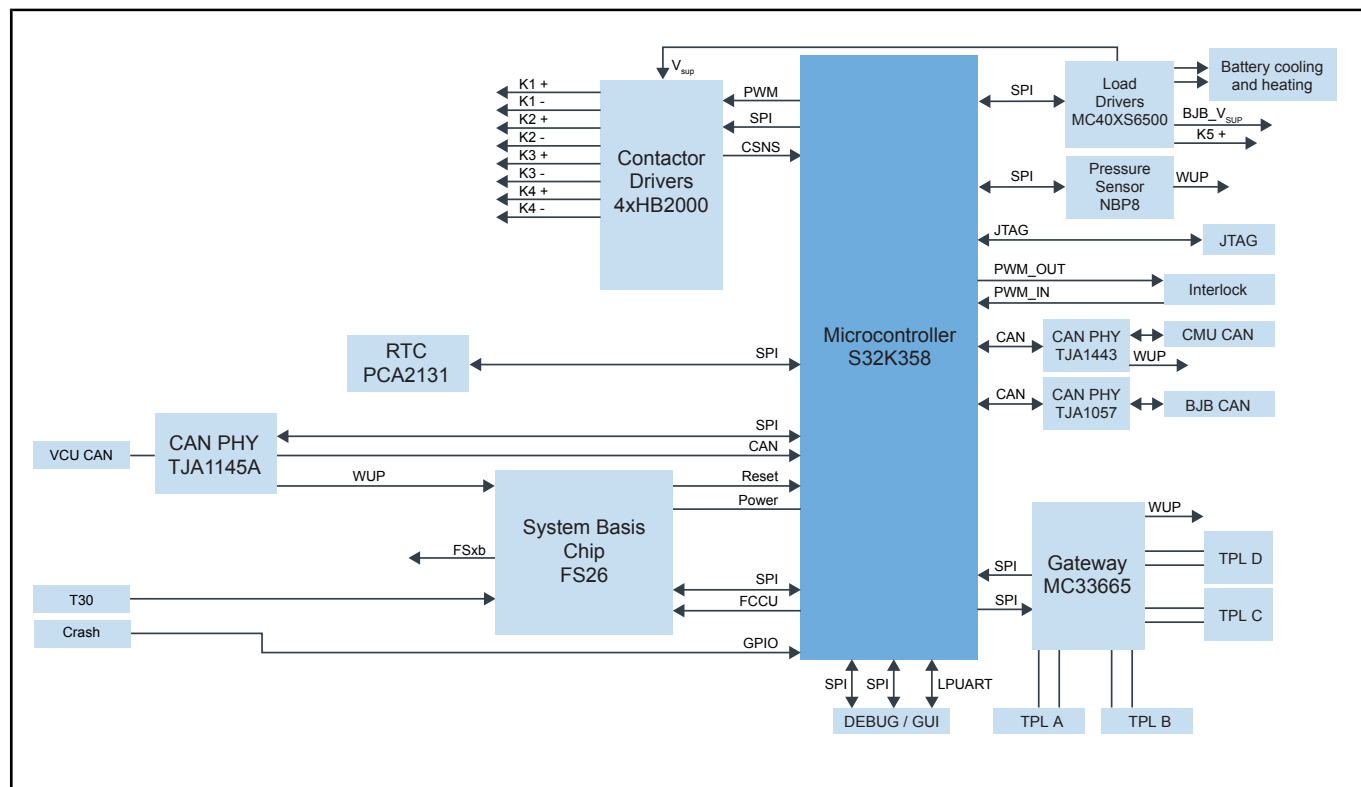 V sup
K1 +
K1 -
K2 +
K2 -
K3 +
K3 -
K4 +
K4 -
Contactor
Drivers
4xHB2000
PWM
SPI
CSNS
RTC
PCA2131
SPI
VCU CAN
CAN PHY
TJA1145A
SPI
CAN
WUP
System Basis
Chip
FS26
Reset
Power
FSxb
SPI
FCCU
T30
Crash
GPIO
Microcontroller
S32K358
SPI
Load
Drivers
MC40XS6500
Battery cooling
and heating
BJB_VSUP
K5 +
SPI
Pressure
Sensor
NBP8
WUP
JTAG
JTAG
PWM_OUT
PWM_IN
Interlock
CAN
CAN PHY
TJA1443
CMU CAN
WUP
CAN
CAN PHY
TJA1057
BJB CAN
SPI
SPI
Gateway
MC33665
WUP
TPL D
TPL C
TPL A
TPL B
SPI
SPI
LPUART
DEBUG / GUI